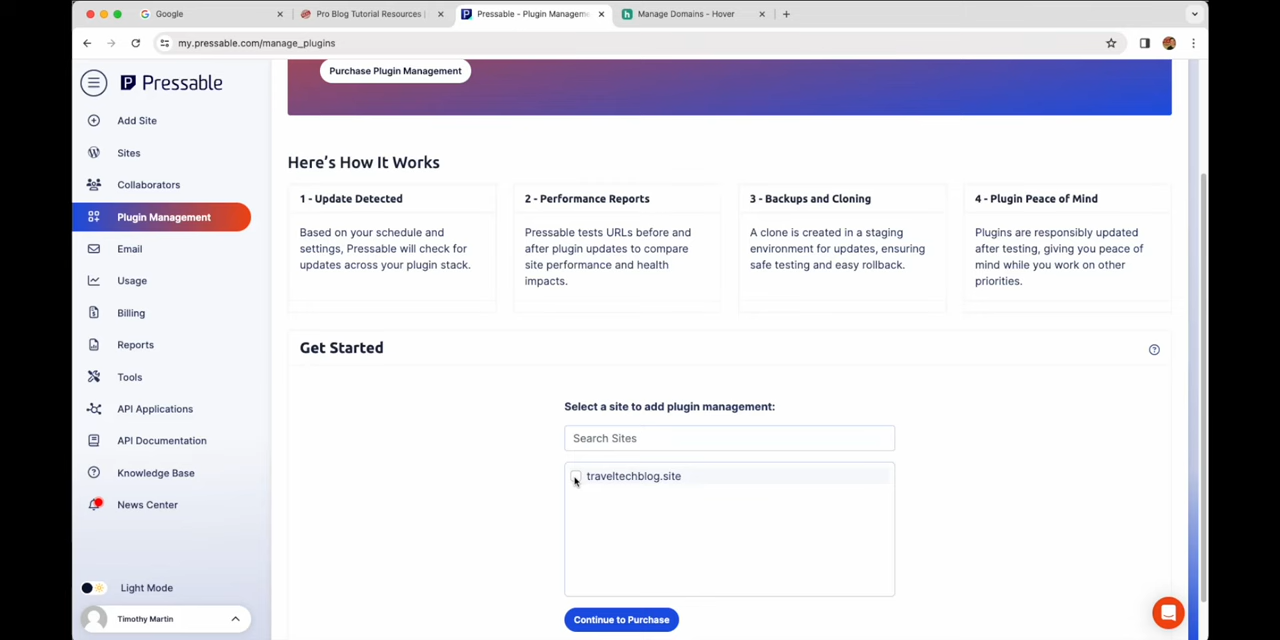 Google
Pro Blog Tutorial Resources |
Pressable - Plugin Manageme
Manage Domains - Hover
my.pressable.com/manage_plugins
Pressable
Add Site
Sites
Collaborators
Plugin Management
Email
Usage
Billing
Reports
Tools
API Applications
API Documentation
Knowledge Base
News Center
Light Mode
Timothy Martin
Purchase Plugin Management
Here's How It Works
1 - Update Detected
Based on your schedule and
settings, Pressable will check for
updates across your plugin stack.
2 - Performance Reports
Pressable tests URLs before and
after plugin updates to compare
site performance and health
impacts.
3 - Backups and Cloning
A clone is created in a staging
environment for updates, ensuring
safe testing and easy rollback.
4 - Plugin Peace of Mind
Plugins are responsibly updated
after testing, giving you peace of
mind while you work on other
priorities.
Get Started
Select a site to add plugin management:
Search Sites
traveltechblog.site
Continue to Purchase